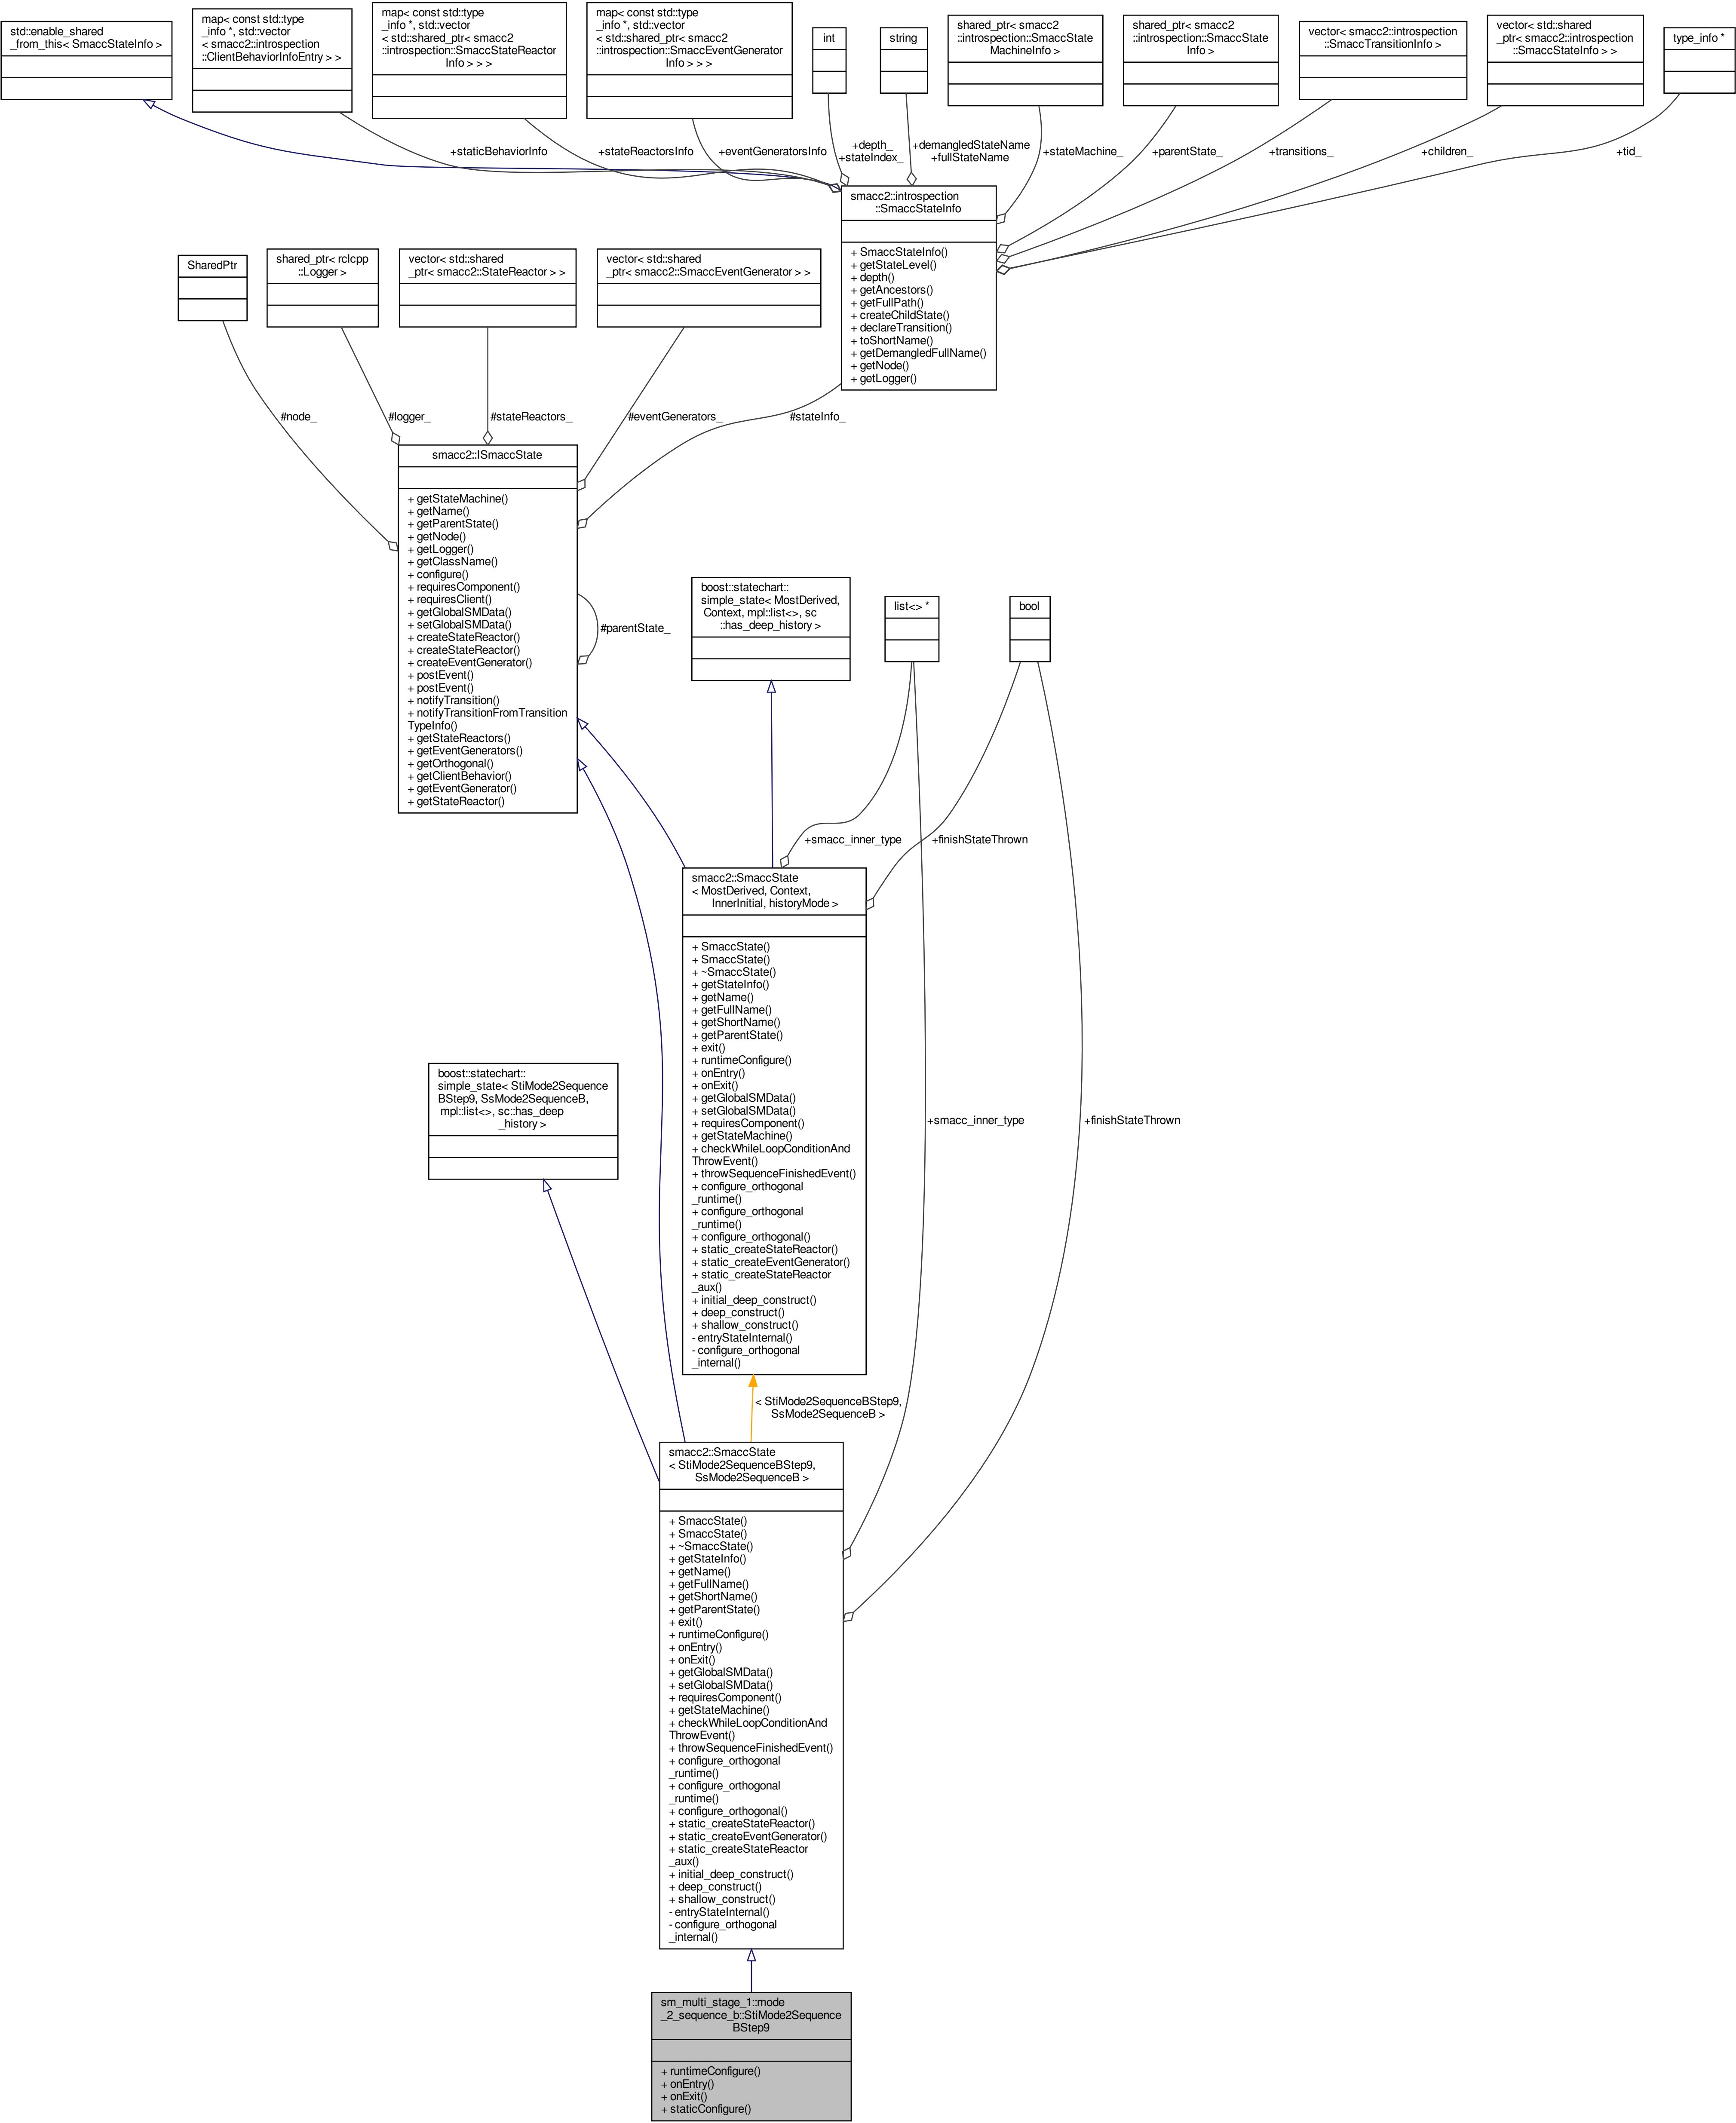 std::enable_shared
_from_this< SmaccStateInfo >
map< const std::type
_info *, std::vector
< smacc2::introspection
::ClientBehaviorInfoEntry > >
map< const std::type
_info *, std::vector
< std::shared_ptr< smacc2
::introspection::SmaccStateReactor
Info > > >
map< const std::type
_info *, std::vector
< std::shared_ptr< smacc2
::introspection::SmaccEventGenerator
Info > > >
int
string
shared_ptr< smacc2
::introspection::SmaccState
MachineInfo >
shared_ptr< smacc2
::introspection::SmaccState
Info >
vector< smacc2::introspection
::SmaccTransitionInfo >
vector< std::shared
_ptr< smacc2::introspection
::SmaccStateInfo > >
type_info *
+staticBehaviorInfo
+stateReactorsInfo
+eventGeneratorsInfo
+depth_
+stateIndex_
+demangledStateName
+fullStateName
+stateMachine_
+parentState_
+transitions_
+children_
+tid_
smacc2::introspection
::SmaccStateInfo
+ SmaccStateInfo()
+ getStateLevel()
+ depth()
+ getAncestors()
+ getFullPath()
+ createChildState()
+ declareTransition()
+ toShortName()
+ getDemangledFullName()
+ getNode()
+ getLogger()
SharedPtr
shared_ptr< rclcpp
::Logger >
vector< std::shared
_ptr< smacc2::StateReactor > >
vector< std::shared
_ptr< smacc2::SmaccEventGenerator > >
#node_
#logger_
#stateReactors_
#eventGenerators_
#stateInfo_
smacc2::ISmaccState
+ getStateMachine()
+ getName()
+ getParentState()
+ getNode()
+ getLogger()
+ getClassName()
+ configure()
+ requiresComponent()
+ requiresClient()
+ getGlobalSMData()
+ setGlobalSMData()
+ createStateReactor()
+ createStateReactor()
+ createEventGenerator()
+ postEvent()
+ postEvent()
+ notifyTransition()
+ notifyTransitionFromTransition
TypeInfo()
+ getStateReactors()
+ getEventGenerators()
+ getOrthogonal()
+ getClientBehavior()
+ getEventGenerator()
+ getStateReactor()
#parentState_
boost::statechart::
simple_state< MostDerived,
Context, mpl::list<>, sc
::has_deep_history >
list<> *
bool
+smacc_inner_type
+finishStateThrown
smacc2::SmaccState
< MostDerived, Context,
InnerInitial, historyMode >
+ SmaccState()
+ SmaccState()
+ ~SmaccState()
+ getStateInfo()
+ getName()
+ getFullName()
+ getShortName()
+ getParentState()
+ exit()
+ runtimeConfigure()
+ onEntry()
+ onExit()
+ getGlobalSMData()
+ setGlobalSMData()
+ requiresComponent()
+ getStateMachine()
+ checkWhileLoopConditionAnd
ThrowEvent()
+ throwSequenceFinishedEvent()
+ configure_orthogonal
_runtime()
+ configure_orthogonal
_runtime()
+ configure_orthogonal()
+ static_createStateReactor()
+ static_createEventGenerator()
+ static_createStateReactor
_aux()
+ initial_deep_construct()
+ deep_construct()
+ shallow_construct()
- entryStateInternal()
- configure_orthogonal
_internal()
boost::statechart::
simple_state< StiMode2Sequence
BStep9, SsMode2SequenceB,
mpl::list<>, sc::has_deep
_history >
+smacc_inner_type
+finishStateThrown
< StiMode2SequenceBStep9,
SsMode2SequenceB >
smacc2::SmaccState
< StiMode2SequenceBStep9,
SsMode2SequenceB >
+ SmaccState()
+ SmaccState()
+ ~SmaccState()
+ getStateInfo()
+ getName()
+ getFullName()
+ getShortName()
+ getParentState()
+ exit()
+ runtimeConfigure()
+ onEntry()
+ onExit()
+ getGlobalSMData()
+ setGlobalSMData()
+ requiresComponent()
+ getStateMachine()
+ checkWhileLoopConditionAnd
ThrowEvent()
+ throwSequenceFinishedEvent()
+ configure_orthogonal
_runtime()
+ configure_orthogonal
_runtime()
+ configure_orthogonal()
+ static_createStateReactor()
+ static_createEventGenerator()
+ static_createStateReactor
_aux()
+ initial_deep_construct()
+ deep_construct()
+ shallow_construct()
- entryStateInternal()
- configure_orthogonal
_internal()
sm_multi_stage_1::mode
_2_sequence_b::StiMode2Sequence
BStep9
+ runtimeConfigure()
+ onEntry()
+ onExit()
+ staticConfigure()